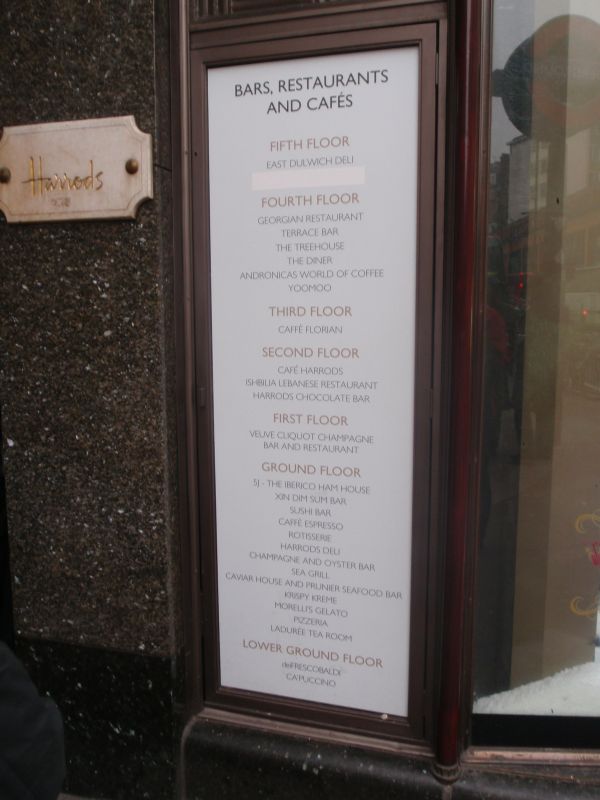 Harrods
BARS, RESTAURANTS
AND CAFÉS
FIFTH FLOOR
EAST DULWICH DELI
FOURTH FLOOR
GEORGIAN RESTAURANT
TERRACE BAR
THE TREEHOUSE
THE DINER
ANDRONICAS WORLD OF COFFEE
YOOMOO
THIRD FLOOR
CAFFÈ FLORIAN
SECOND FLOOR
CAFÉ HARRODS
ISHBILIA LEBANESE RESTAURANT
HARRODS CHOCOLATE BAR
FIRST FLOOR
VEUVE CLIQUOT CHAMPAGNE
BAR AND RESTAURANT
GROUND FLOOR
5J - THE IBERICO HAM HOUSE
XIN DIM SUM BAR
SUSHI BAR
CAFFÈ ESPRESSO
ROTISSERIE
HARRODS DELI
CHAMPAGNE AND OYSTER BAR
SEA GRILL
CAVIAR HOUSE AND PRUNIER SEAFOOD BAR
KRISPY KREME
MORELLI'S GELATO
PIZZERIA
LADURÉE TEA ROOM
LOWER GROUND FLOOR
deiFRESCOBALDI
CA'PUCCINO